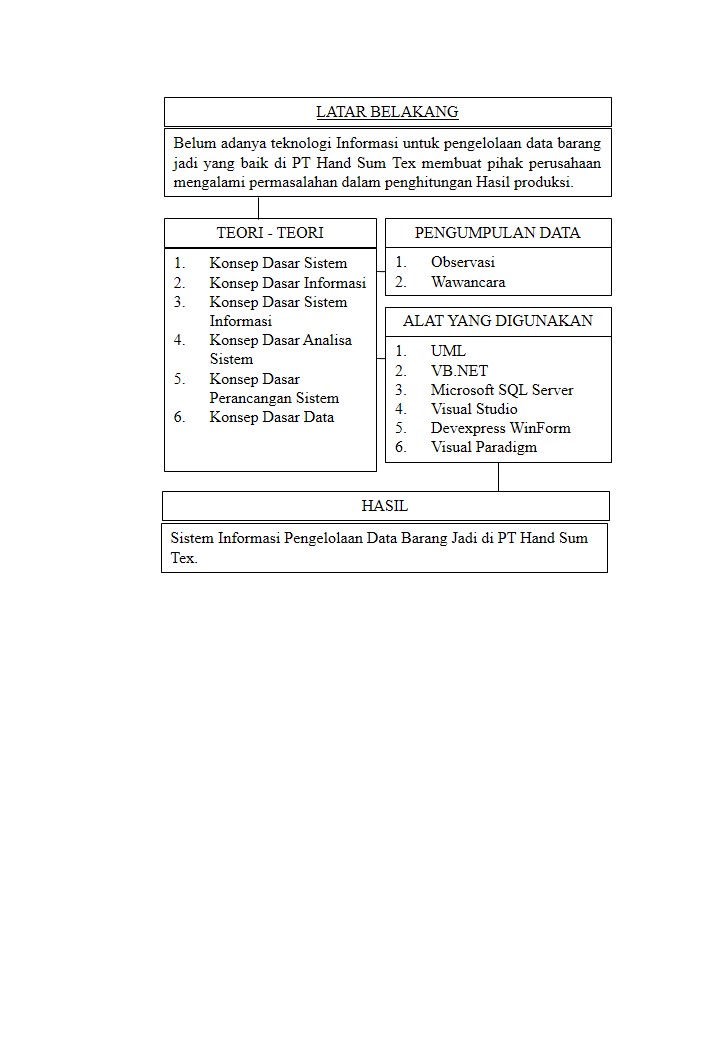 LATAR BELAKANG
Belum adanya teknologi Informasi untuk pengelolaan data barang
jadi yang baik di PT Hand Sum Tex membuat pihak perusahaan
mengalami permasalahan dalam penghitungan Hasil produksi.
TEORI - TEORI
1. Konsep Dasar Sistem
2. Konsep Dasar Informasi
3. Konsep Dasar Sistem
Informasi
4. Konsep Dasar Analisa
Sistem
5. Konsep Dasar
Perancangan Sistem
6. Konsep Dasar Data
PENGUMPULAN DATA
1. Observasi
2. Wawancara
ALAT YANG DIGUNAKAN
1. UML
2. VB.NET
3. Microsoft SQL Server
4. Visual Studio
5. Devexpress WinForm
6. Visual Paradigm
HASIL
Sistem Informasi Pengelolaan Data Barang Jadi di PT Hand Sum
Tex.